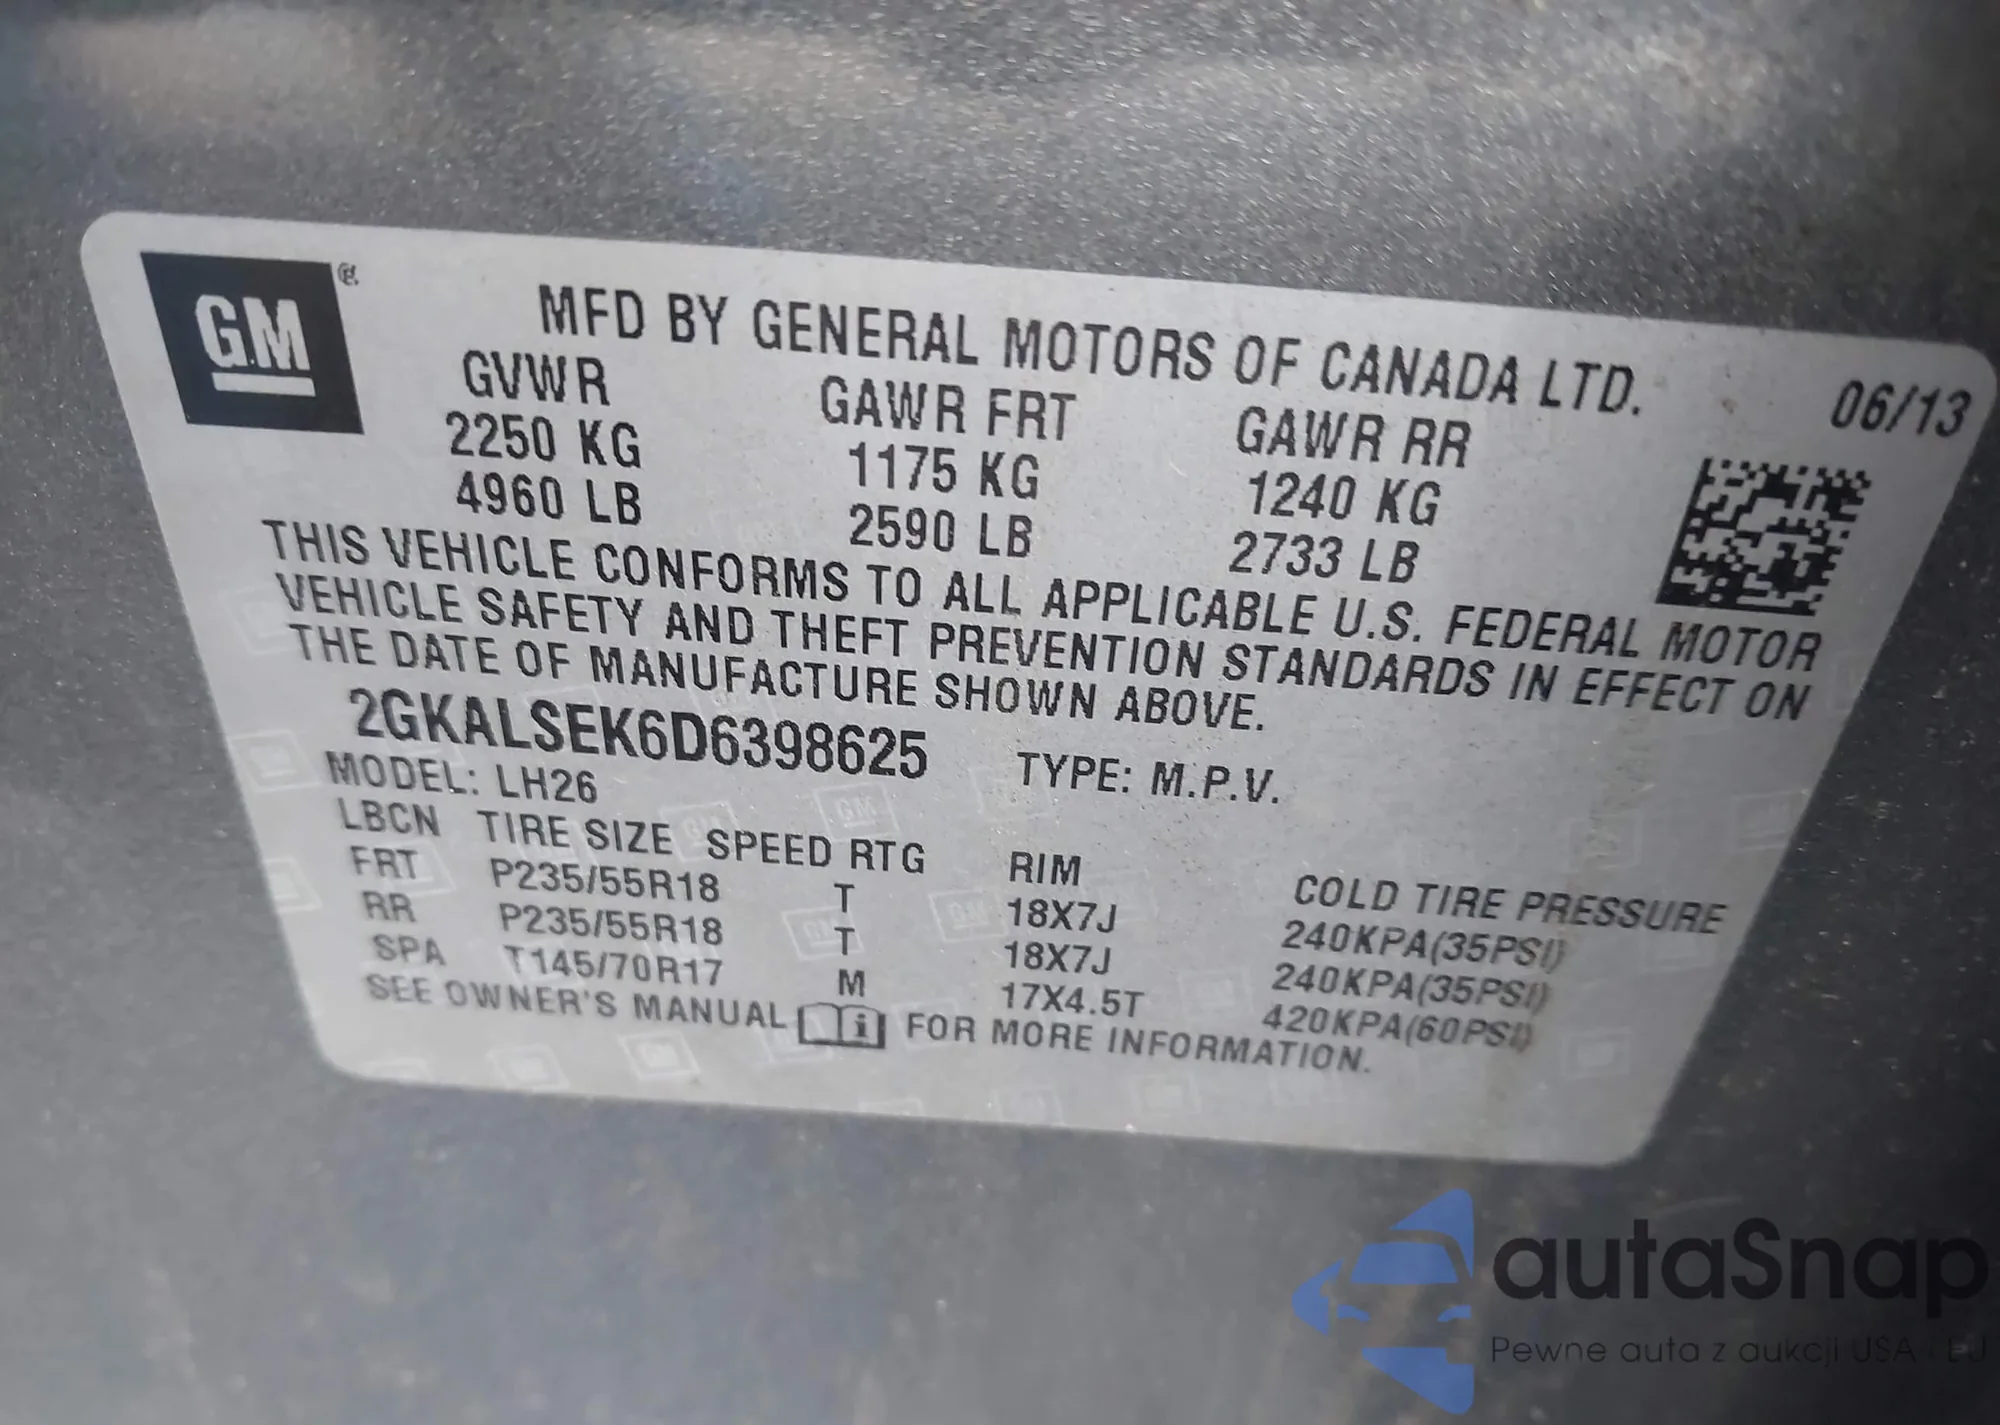 GM ®
MFD BY GENERAL MOTORS OF CANADA LTD.
06/13
GVWR GAWR FRT GAWR RR
2250 KG 1175 KG 1240 KG
4960 LB 2590 LB 2733 LB
THIS VEHICLE CONFORMS TO ALL APPLICABLE U.S. FEDERAL MOTOR
VEHICLE SAFETY AND THEFT PREVENTION STANDARDS IN EFFECT ON
THE DATE OF MANUFACTURE SHOWN ABOVE.
2GKALSEK6D6398625 TYPE: M.P.V.
MODEL: LH26
LBCN TIRE SIZE SPEED RTG RIM COLD TIRE PRESSURE
FRT P235/55R18 T 18X7J 240KPA(35PSI)
RR P235/55R18 T 18X7J 240KPA(35PSI)
SPA T145/70R17 M 17X4.5T 420KPA(60PSI)
SEE OWNER'S MANUAL i FOR MORE INFORMATION.
autaSnap
Pewne auta z aukcji USA i EU